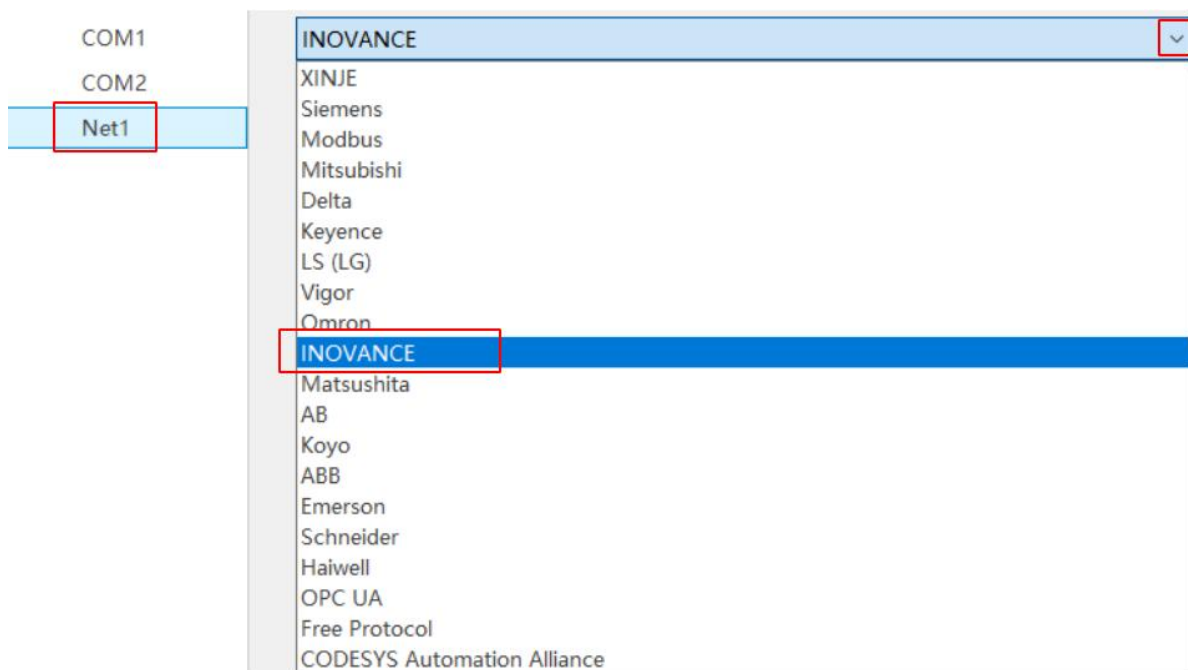 COM1
COM2
Net1
INOVANCE
XINJE
Siemens
Modbus
Mitsubishi
Delta
Keyence
LS (LG)
Vigor
Omron
INOVANCE
Matsushita
AB
Koyo
ABB
Emerson
Schneider
Haiwell
OPC UA
Free Protocol
CODESYS Automation Alliance